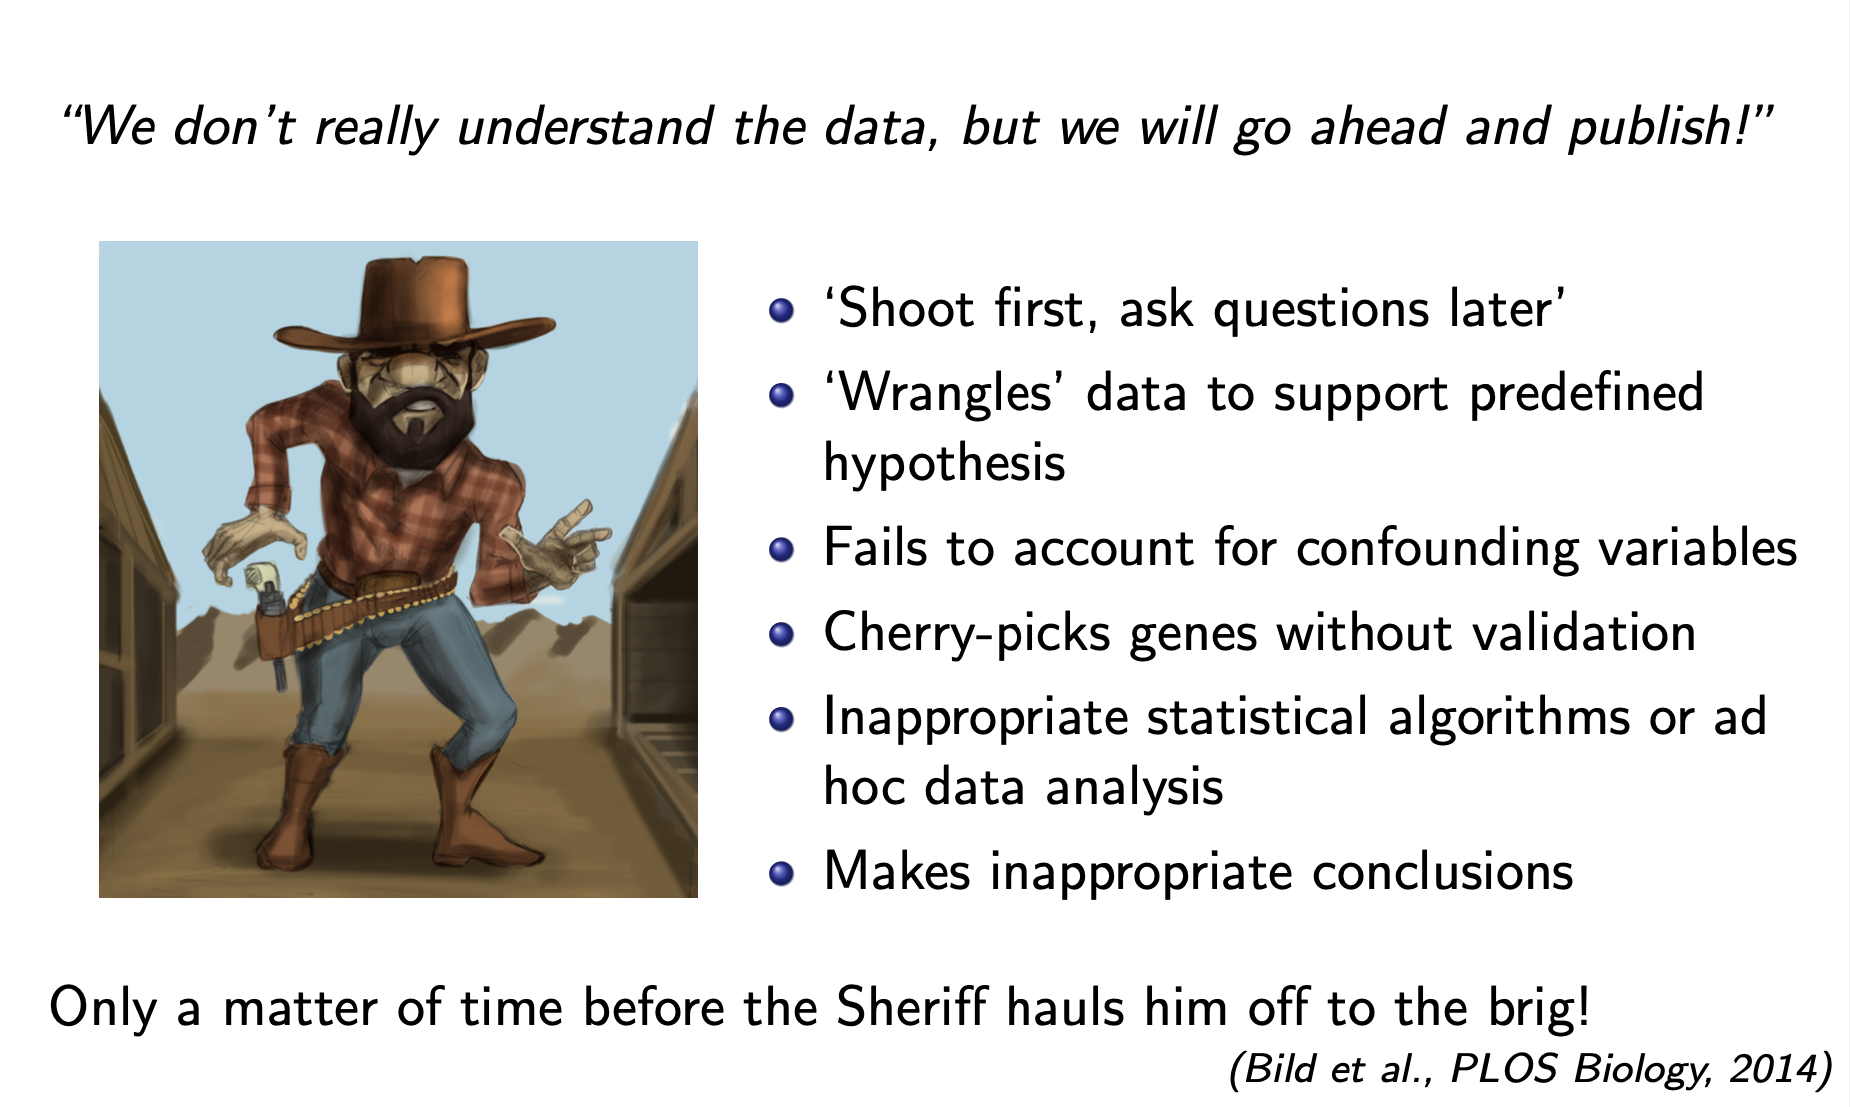 “We don’t really understand the data, but we will go ahead and publish!”
‘Shoot first, ask questions later’
‘Wrangles’ data to support predefined
hypothesis
Fails to account for confounding variables
Cherry-picks genes without validation
Inappropriate statistical algorithms or ad
hoc data analysis
Makes inappropriate conclusions
Only a matter of time before the Sheriff hauls him off to the brig!
(Bild et al., PLOS Biology, 2014)